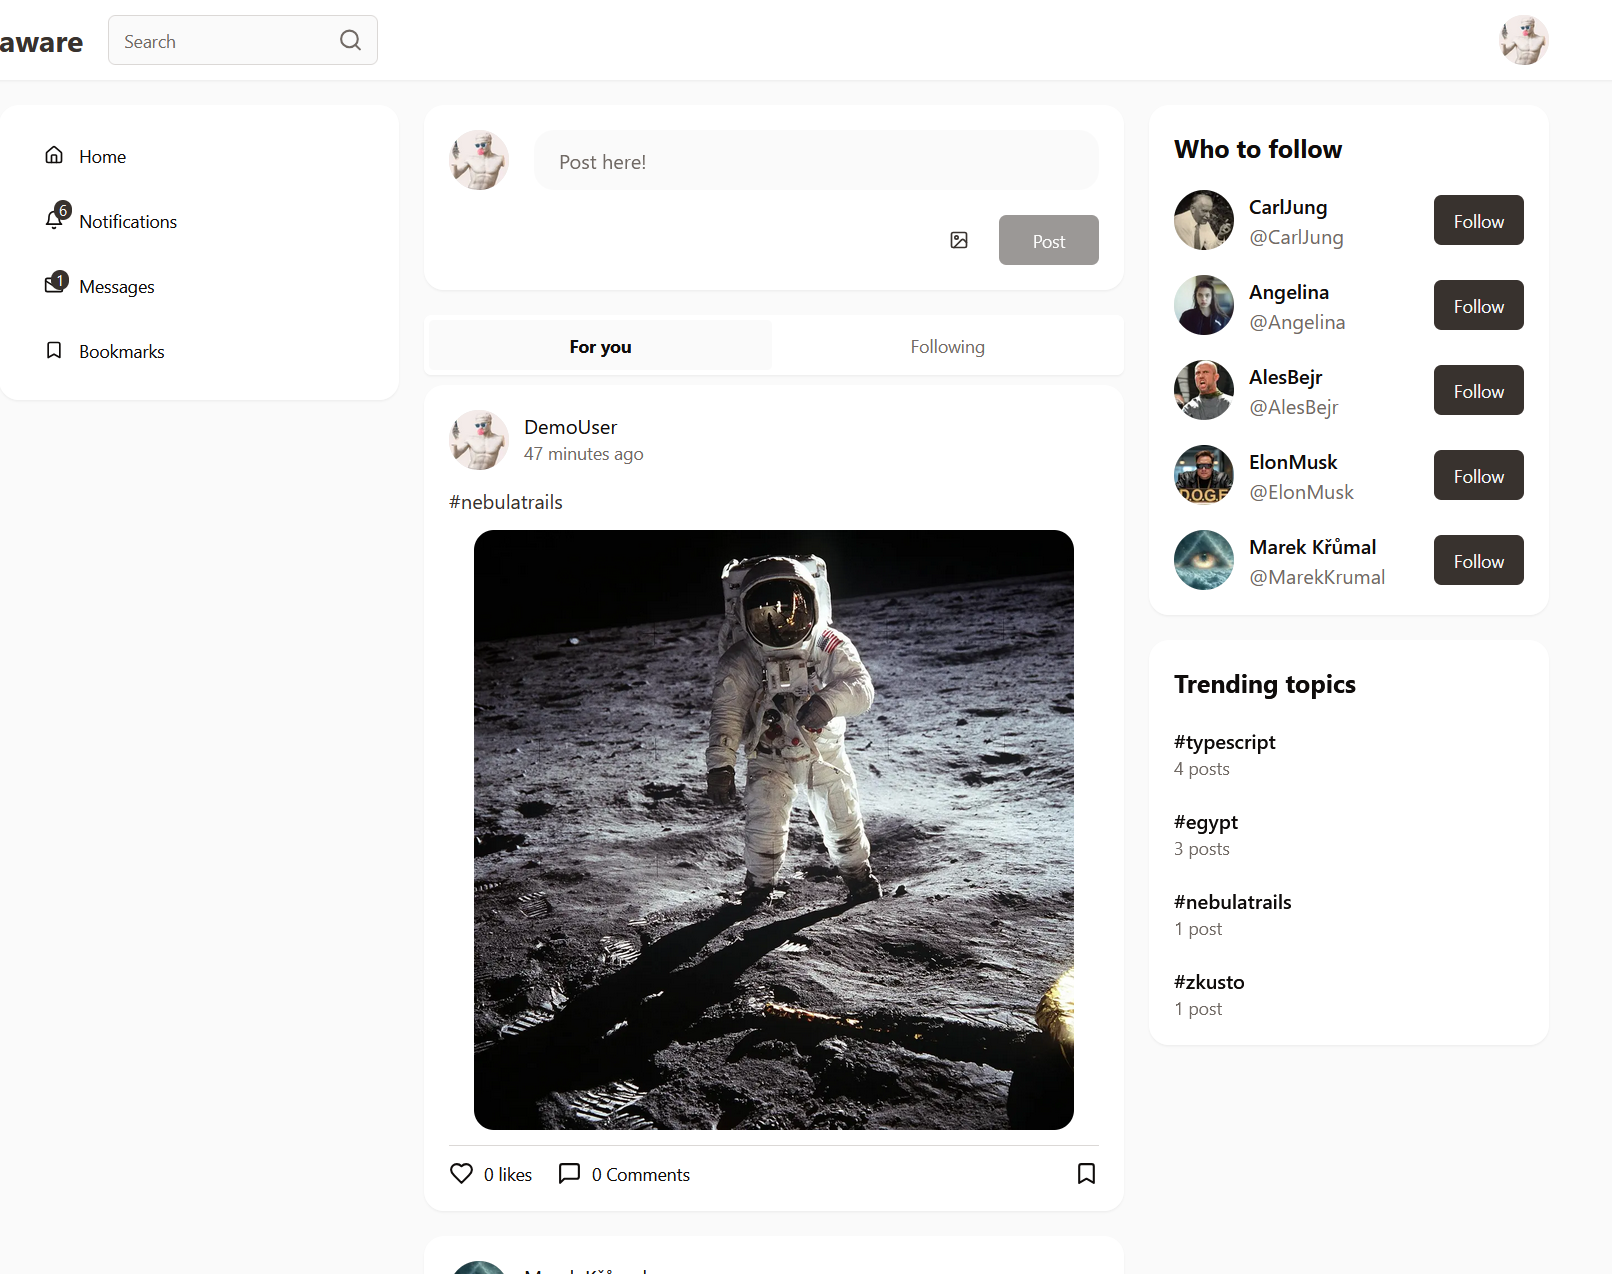 aware
Search
Home
6
Notifications
1
Messages
Bookmarks
Post here!
Post
For you
Following
DemoUser
47 minutes ago
#nebulatrails
0 likes
0 Comments
Who to follow
CarlJung
@CarlJung
Follow
Angelina
@Angelina
Follow
AlesBejr
@AlesBejr
Follow
ElonMusk
@ElonMusk
Follow
D.O.G.E
Marek Křůmal
@MarekKrumal
Follow
Trending topics
#typescript
4 posts
#egypt
3 posts
#nebulatrails
1 post
#zkusto
1 post